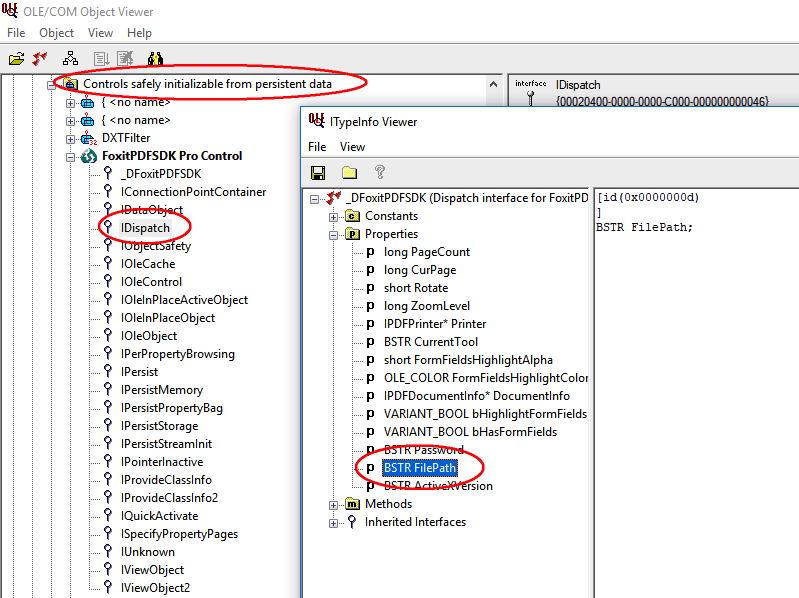 OLE/COM Object Viewer
File Object View Help
Controls safely initializable from persistent data
{ <no name>
{ <no name>
DXTFilter
FoxitPDFSDK Pro Control
_DFoxitPDFSDK
IConnectionPointContainer
IDataObject
IDispatch
IObjectSafety
IOleCache
IOleControl
IOleInPlaceActiveObject
IOleInPlaceObject
IOleObject
IPerPropertyBrowsing
IPersist
IPersistMemory
IPersistPropertyBag
IPersistStorage
IPersistStreamInit
IPointerInactive
IProvideClassInfo
IProvideClassInfo2
IQuickActivate
ISpecifyPropertyPages
IUnknown
IViewObject
IViewObject2
interface IDispatch
{00020400-0000-0000-C000-000000000046}
ITypeInfo Viewer
File View
_DFoxitPDFSDK (Dispatch interface for FoxitPD
Constants
Properties
long PageCount
long CurPage
short Rotate
long ZoomLevel
IPDFPrinter* Printer
BSTR CurrentTool
short FormFieldsHighlightAlpha
OLE_COLOR FormFieldsHighlightColor
IPDFDocumentInfo* DocumentInfo
VARIANT_BOOL bHighlightFormFields
VARIANT_BOOL bHasFormFields
BSTR Password
BSTR FilePath
BSTR ActiveXVersion
Methods
Inherited Interfaces
[id(0x0000000d)
]
BSTR FilePath;